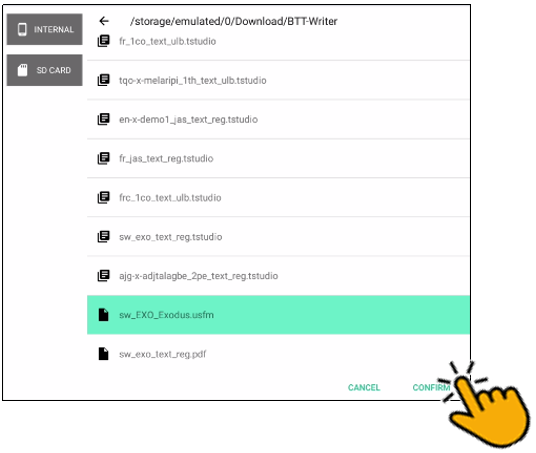 INTERNAL
SD CARD
/storage/emulated/0/Download/BTT-Writer
fr_1co_text_ulb.tstudio
tqo-x-melaripi_1th_text_ulb.tstudio
en-x-demo1_jas_text_reg.tstudio
fr_jas_text_reg.tstudio
frc_1co_text_ulb.tstudio
sw_exo_text_reg.tstudio
ajg-x-adjtalagbe_2pe_text_reg.tstudio
sw_EXO_Exodus.usfm
sw_exo_text_reg.pdf
CANCEL CONFIRM